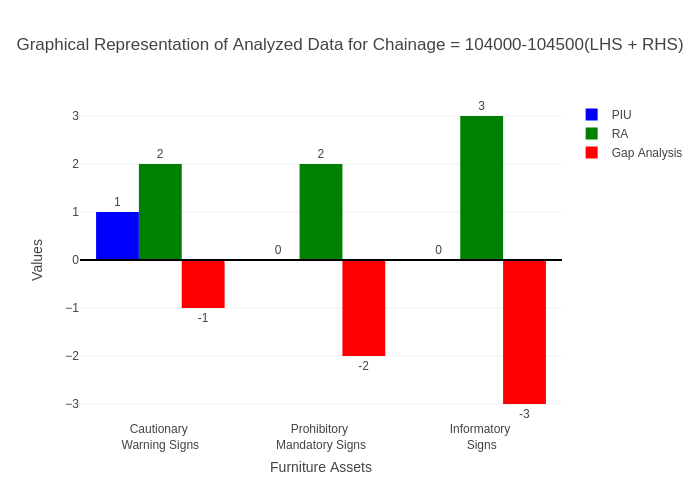 Graphical Representation of Analyzed Data for Chainage = 104000-104500(LHS + RHS)
3
2
1
0
−1
−2
−3
Values
1
2
-1
0
2
-2
0
3
-3
Cautionary
Warning Signs
Prohibitory
Mandatory Signs
Informatory
Signs
Furniture Assets
PIU
RA
Gap Analysis